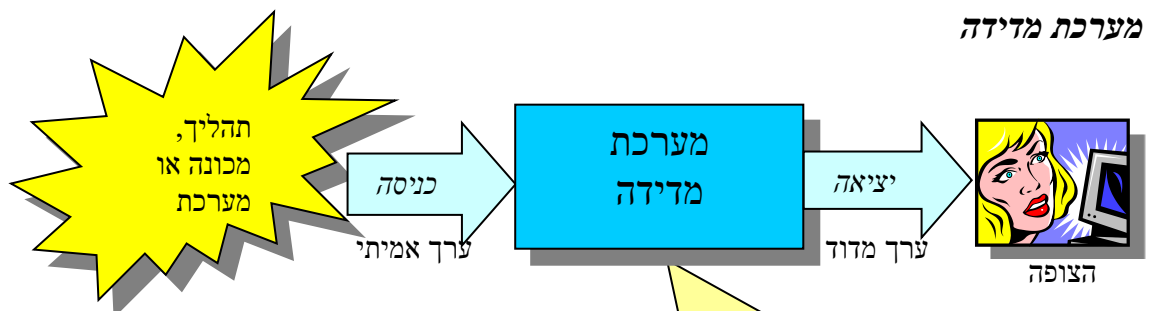 מערכת מדידה
תהליך,
מכונה או
מערכת
כניסה
ערך אמיתי
מערכת
מדידה
יציאה
ערך מדוד
הצופה